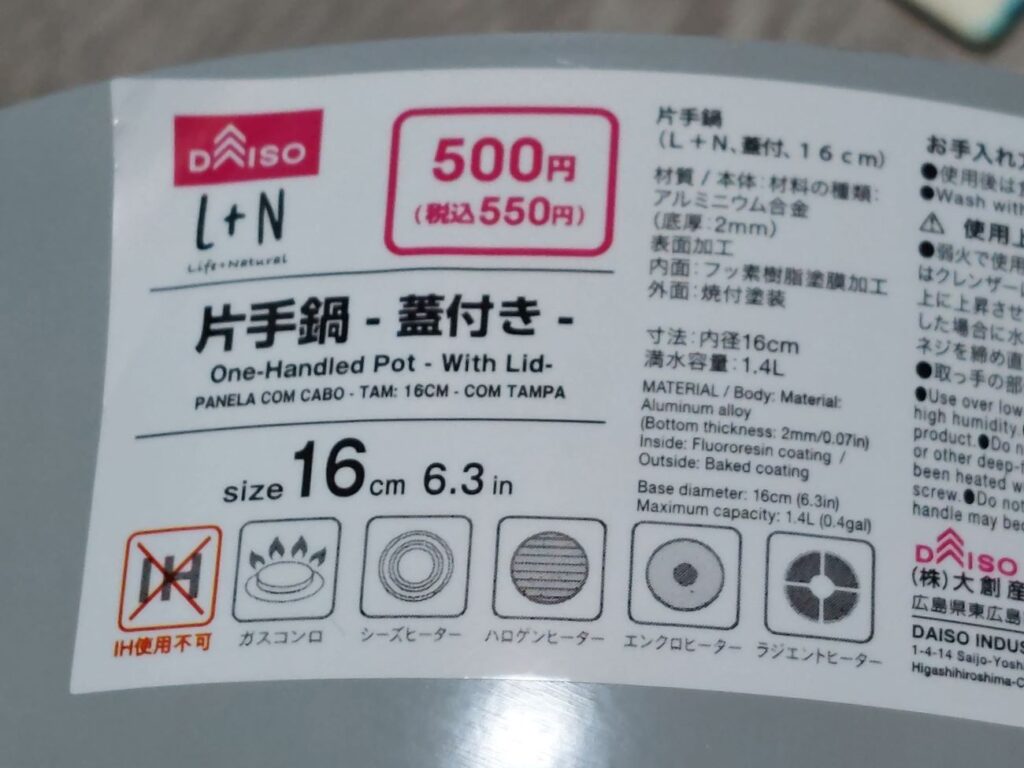 DAISO
L+N
Life+Natural
500円
(税込550円)
片手鍋 - 蓋付き -
One-Handled Pot - With Lid-
PANELA COM CABO - TAM: 16CM - COM TAMPA
size 16cm 6.3in
IH
IH使用不可
ガスコンロ
シーズヒーター
ハロゲンヒーター
エンクロヒーター
ラジエントヒーター
片手鍋
(L+N、蓋付、16cm)
材質 / 本体:材料の種類:
アルミニウム合金
(底厚:2mm)
表面加工
内面:フッ素樹脂塗膜加工
外面:焼付塗装
寸法:内径16cm
満水容量:1.4L
MATERIAL / Body: Material:
Aluminum alloy
(Bottom thickness: 2mm/0.07in)
Inside: Fluororesin coating /
Outside: Baked coating
Base diameter: 16cm (6.3in)
Maximum capacity: 1.4L (0.4gal)
お手入れ
●使用後は
●Wash with
⚠ 使用上
●弱火で使用
はクレンザー
上に上昇させ
した場合に水
ネジを締め直
●取っ手の部
●Use over low
high humidity.
product.●Do n
or other deep-
been heated w
screw.●Do not
handle may be
DAISO
(株)大創産
広島県東広島
DAISO INDUS
1-4-14 Saijo-Yosh
Higashihiroshima-C